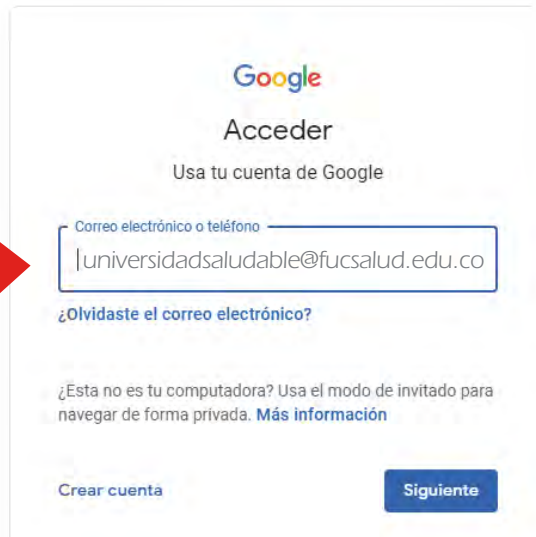 Google
Acceder
Usa tu cuenta de Google
Correo electrónico o teléfono
universidadsaludable@fucsalud.edu.co
¿Olvidaste el correo electrónico?
¿Esta no es tu computadora? Usa el modo de invitado para
navegar de forma privada. Más información
Crear cuenta
Siguiente